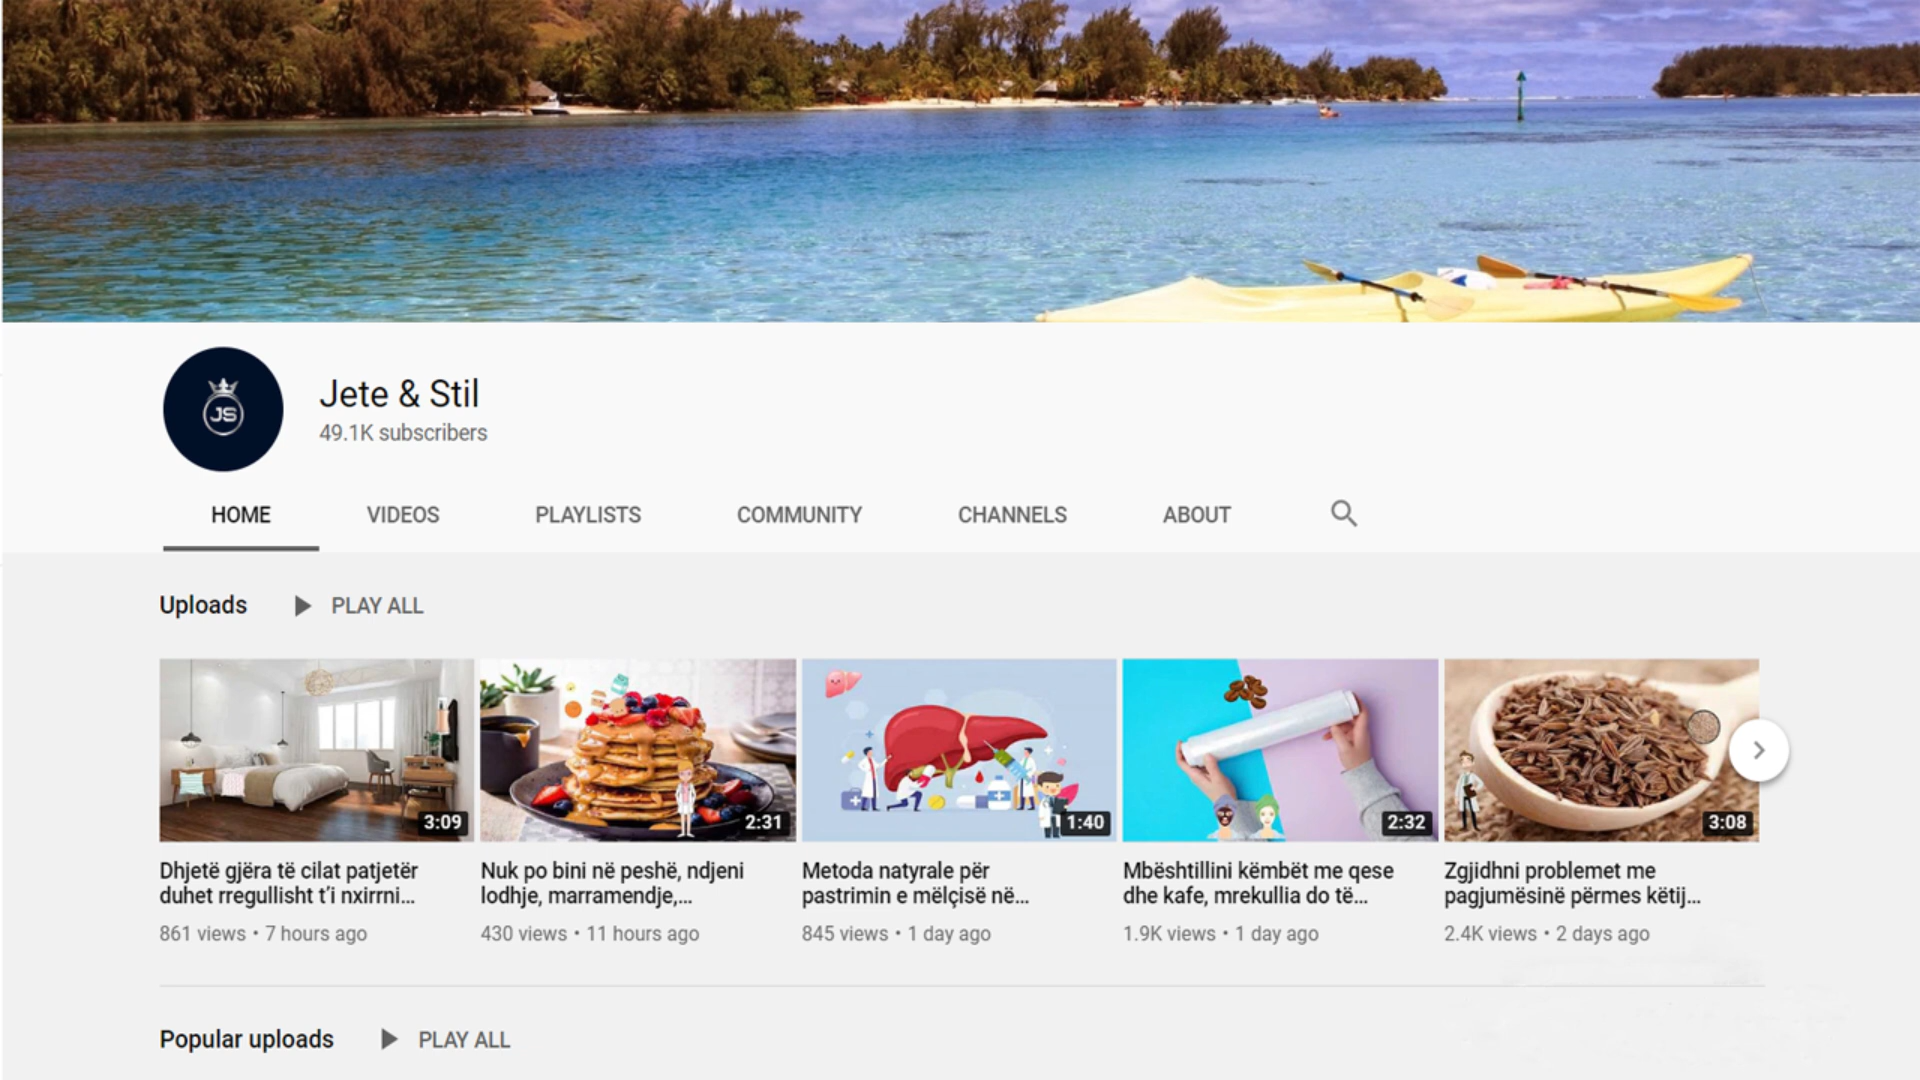 JS
Jete & Stil
49.1K subscribers
HOME VIDEOS PLAYLISTS COMMUNITY CHANNELS ABOUT
Uploads PLAY ALL
3:09 2:31 1:40 2:32 3:08
Dhjetë gjëra të cilat patjetër
duhet rregullisht t’i nxirrni...
861 views • 7 hours ago
Nuk po bini në peshë, ndjeni
lodhje, marramendje,...
430 views • 11 hours ago
Metoda natyrale për
pastrimin e mëlçisë në...
845 views • 1 day ago
Mbështillini këmbët me qese
dhe kafe, mrekullia do të...
1.9K views • 1 day ago
Zgjidhni problemet me
pagjumësinë përmes këtij...
2.4K views • 2 days ago
Popular uploads PLAY ALL